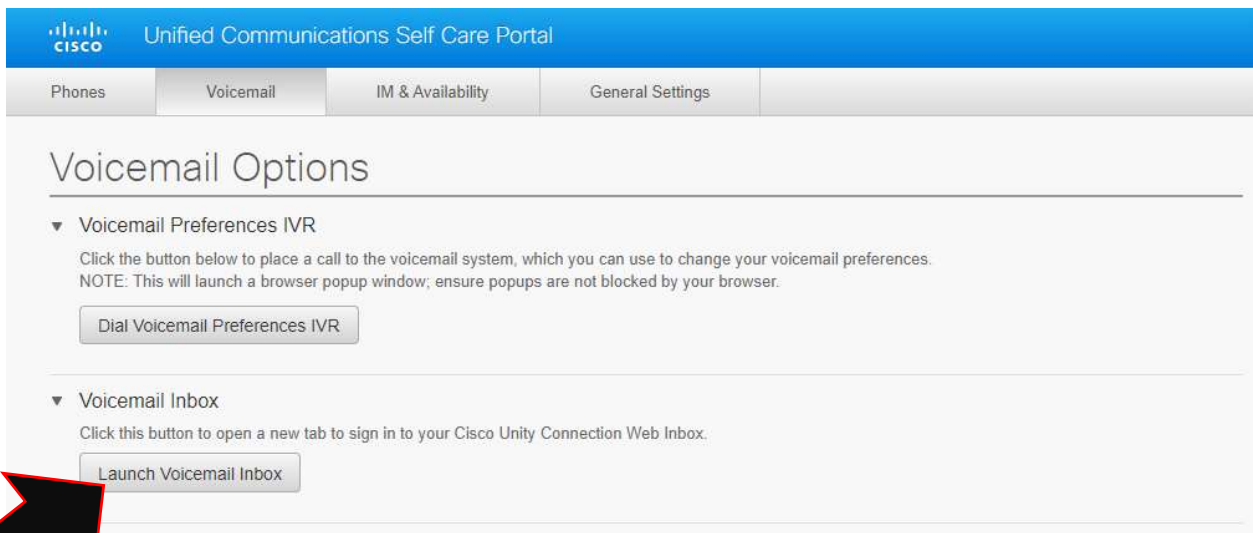 CISCO Unified Communications Self Care Portal
Phones Voicemail IM & Availability General Settings
Voicemail Options
Voicemail Preferences IVR
Click the button below to place a call to the voicemail system, which you can use to change your voicemail preferences.
NOTE: This will launch a browser popup window; ensure popups are not blocked by your browser.
Dial Voicemail Preferences IVR
Voicemail Inbox
Click this button to open a new tab to sign in to your Cisco Unity Connection Web Inbox.
Launch Voicemail Inbox